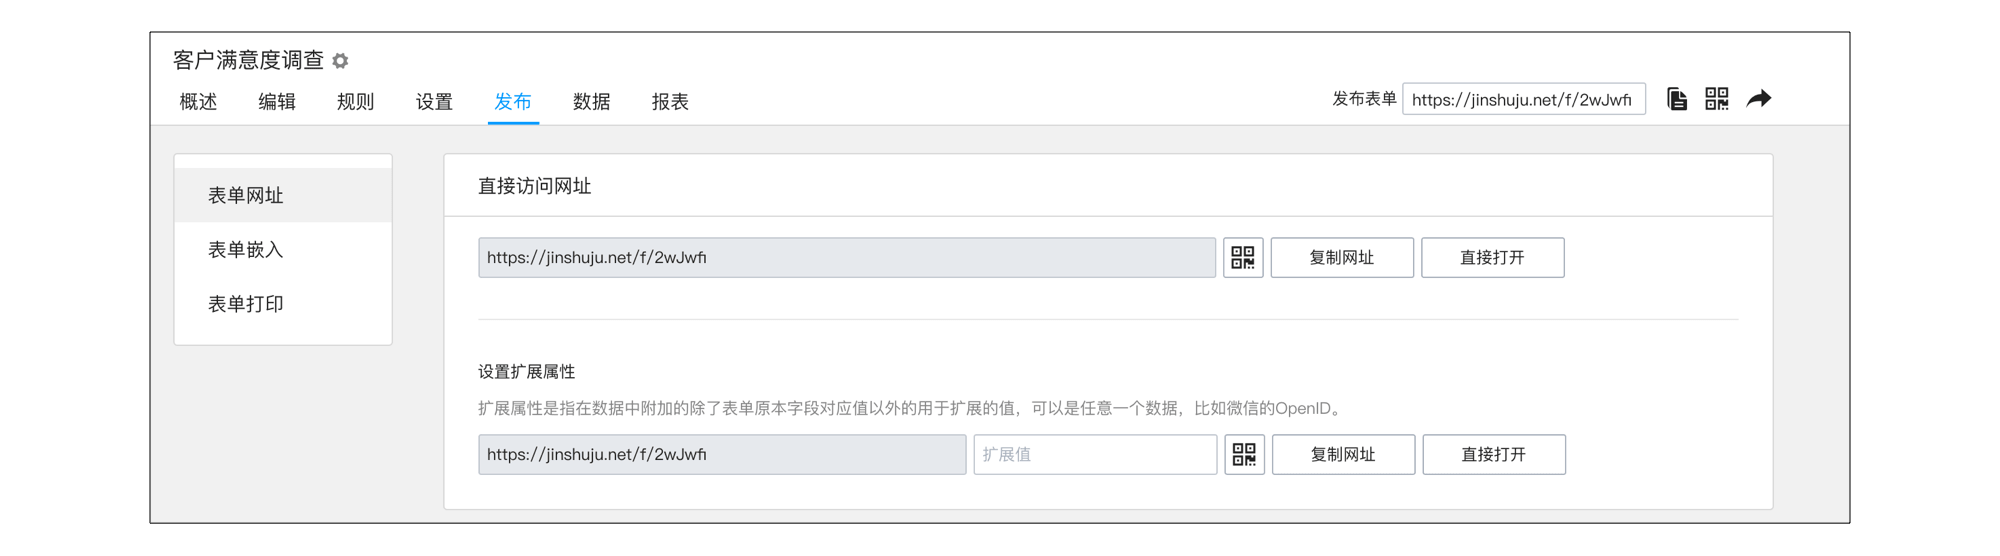 客户满意度调查
概述 编辑 规则 设置 发布 数据 报表 发布表单 https://jinshuju.net/f/2wJwfi
表单网址
表单嵌入
表单打印
直接访问网址
https://jinshuju.net/f/2wJwfi 复制网址 直接打开
设置扩展属性
扩展属性是指在数据中附加的除了表单原本字段对应值以外的用于扩展的值，可以是任意一个数据，比如微信的OpenID。
https://jinshuju.net/f/2wJwfi 扩展值 复制网址 直接打开